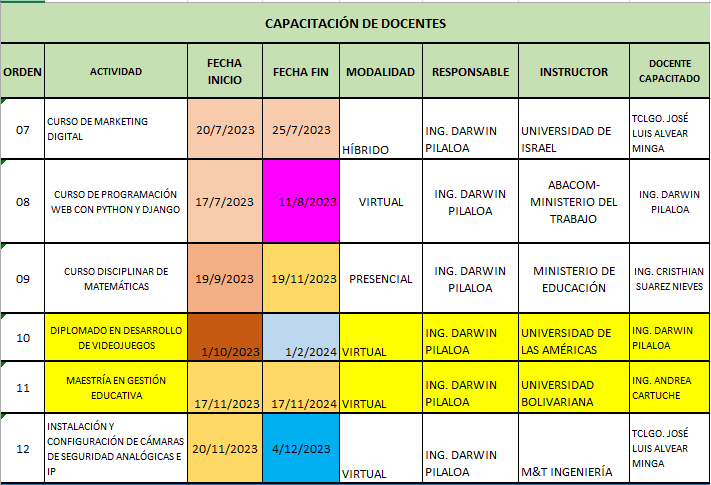 CAPACITACIÓN DE DOCENTES
ORDEN
ACTIVIDAD
FECHA
INICIO
FECHA FIN
MODALIDAD
RESPONSABLE
INSTRUCTOR
DOCENTE
CAPACITADO
07
CURSO DE MARKETING
DIGITAL
20/7/2023
25/7/2023
HÍBRIDO
ING. DARWIN
PILALOA
UNIVERSIDAD DE
ISRAEL
TCLGO. JOSÉ
LUIS ALVEAR
MINGA
08
CURSO DE PROGRAMACIÓN
WEB CON PYTHON Y DJANGO
17/7/2023
11/8/2023
VIRTUAL
ING. DARWIN
PILALOA
ABACOM-
MINISTERIO DEL
TRABAJO
ING. DARWIN
PILALOA
09
CURSO DISCIPLINAR DE
MATEMÁTICAS
19/9/2023
19/11/2023
PRESENCIAL
ING. DARWIN
PILALOA
MINISTERIO DE
EDUCACIÓN
ING. CRISTHIAN
SUAREZ NIEVES
10
DIPLOMADO EN DESARROLLO
DE VIDEOJUEGOS
1/10/2023
1/2/2024
VIRTUAL
ING. DARWIN
PILALOA
UNIVERSIDAD DE
LAS AMÉRICAS
ING. DARWIN
PILALOA
11
MAESTRÍA EN GESTIÓN
EDUCATIVA
17/11/2023
17/11/2024
VIRTUAL
ING. DARWIN
PILALOA
UNIVERSIDAD
BOLIVARIANA
ING. ANDREA
CARTUCHE
12
INSTALACIÓN Y
CONFIGURACIÓN DE CÁMARAS
DE SEGURIDAD ANALÓGICAS E
IP
20/11/2023
4/12/2023
VIRTUAL
ING. DARWIN
PILALOA
M&T INGENIERÍA
TCLGO. JOSÉ
LUIS ALVEAR
MINGA